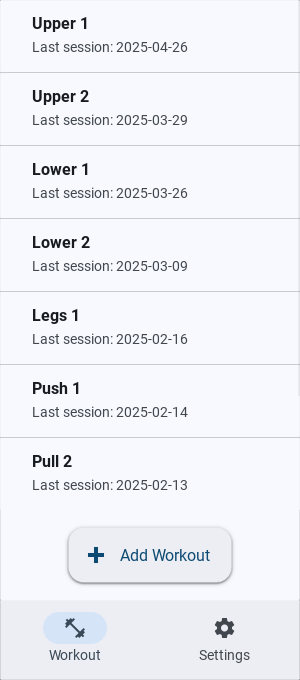 Upper 1
Last session: 2025-04-26
Upper 2
Last session: 2025-03-29
Lower 1
Last session: 2025-03-26
Lower 2
Last session: 2025-03-09
Legs 1
Last session: 2025-02-16
Push 1
Last session: 2025-02-14
Pull 2
Last session: 2025-02-13
Add Workout
Workout
Settings